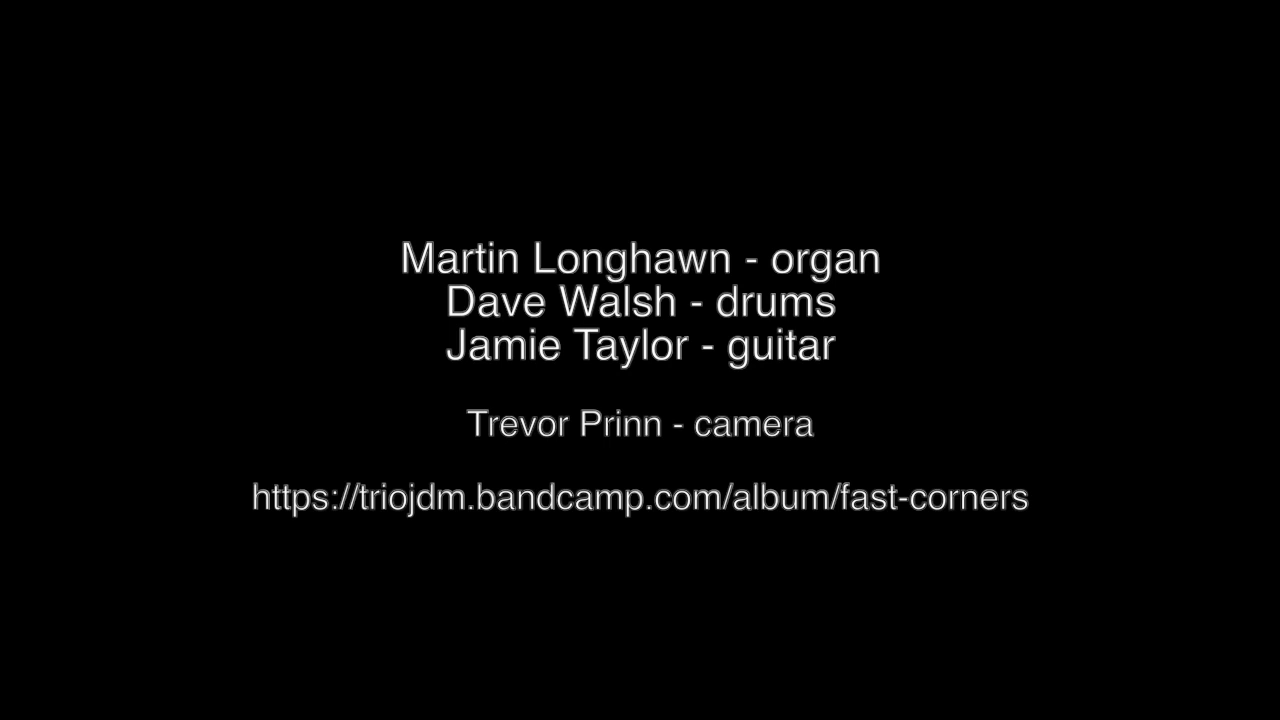 Martin Longhawn - organ
Dave Walsh - drums
Jamie Taylor - guitar
Trevor Prinn - camera
https://triojdm.bandcamp.com/album/fast-corners